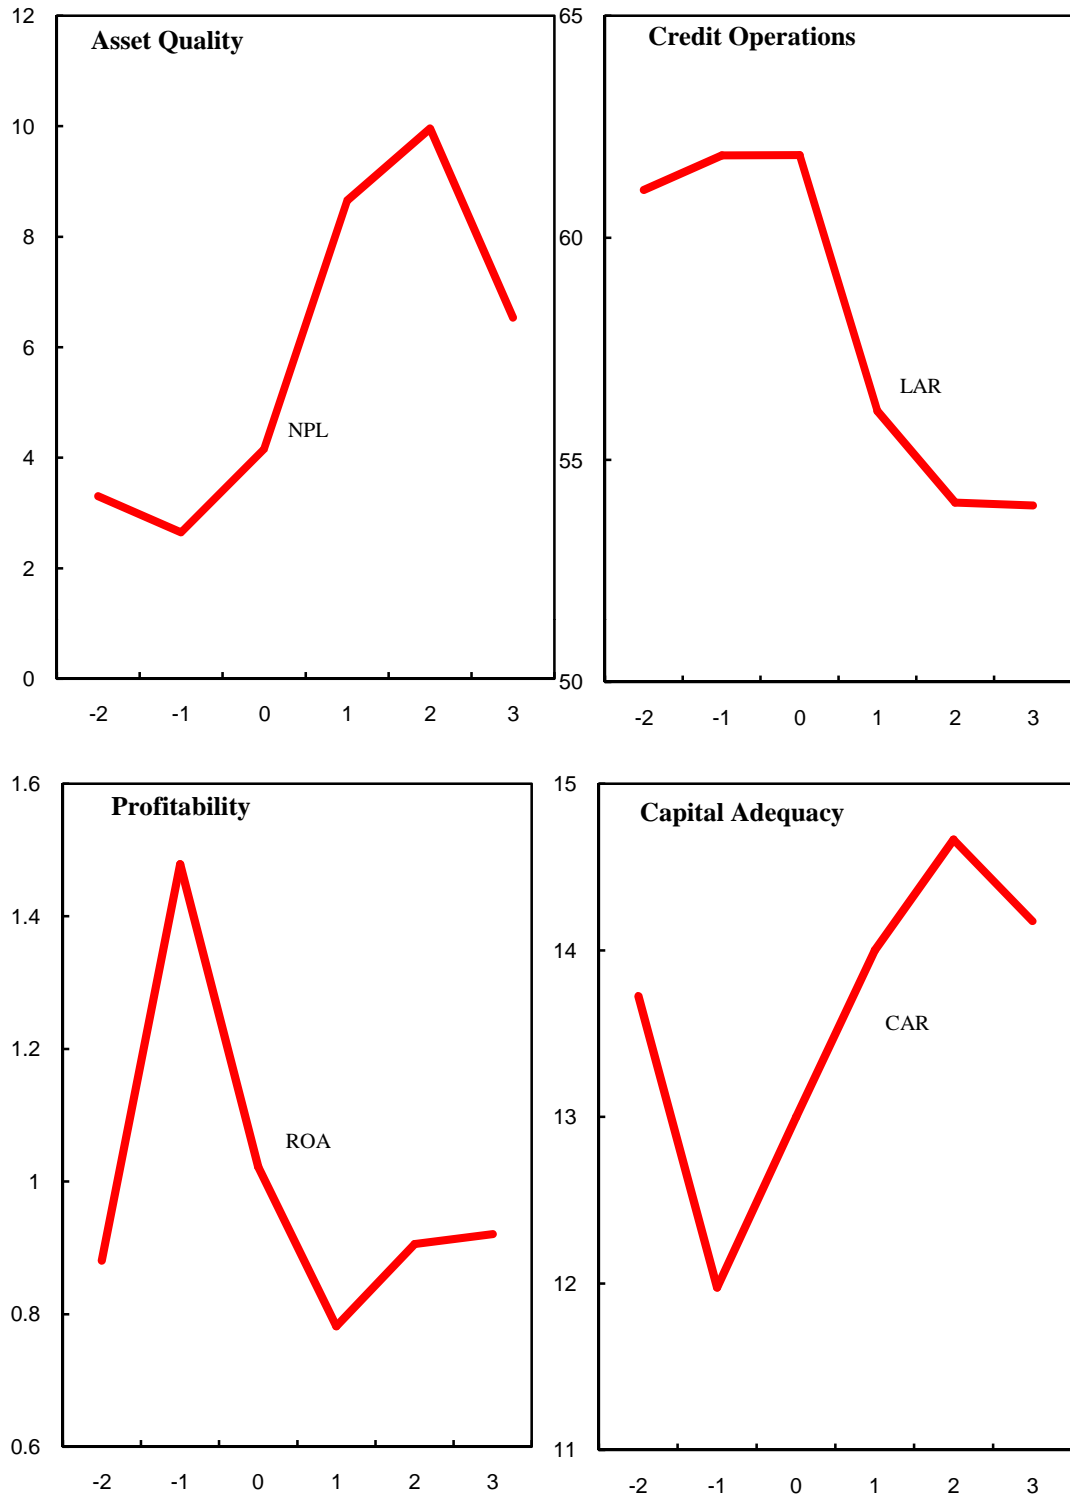 Asset Quality
12
10
8
6
4
2
0
NPL
-2 -1 0 1 2 3
Credit Operations
65
60
55
50
LAR
-2 -1 0 1 2 3
Profitability
1.6
1.4
1.2
1
0.8
0.6
ROA
-2 -1 0 1 2 3
Capital Adequacy
15
14
13
12
11
CAR
-2 -1 0 1 2 3